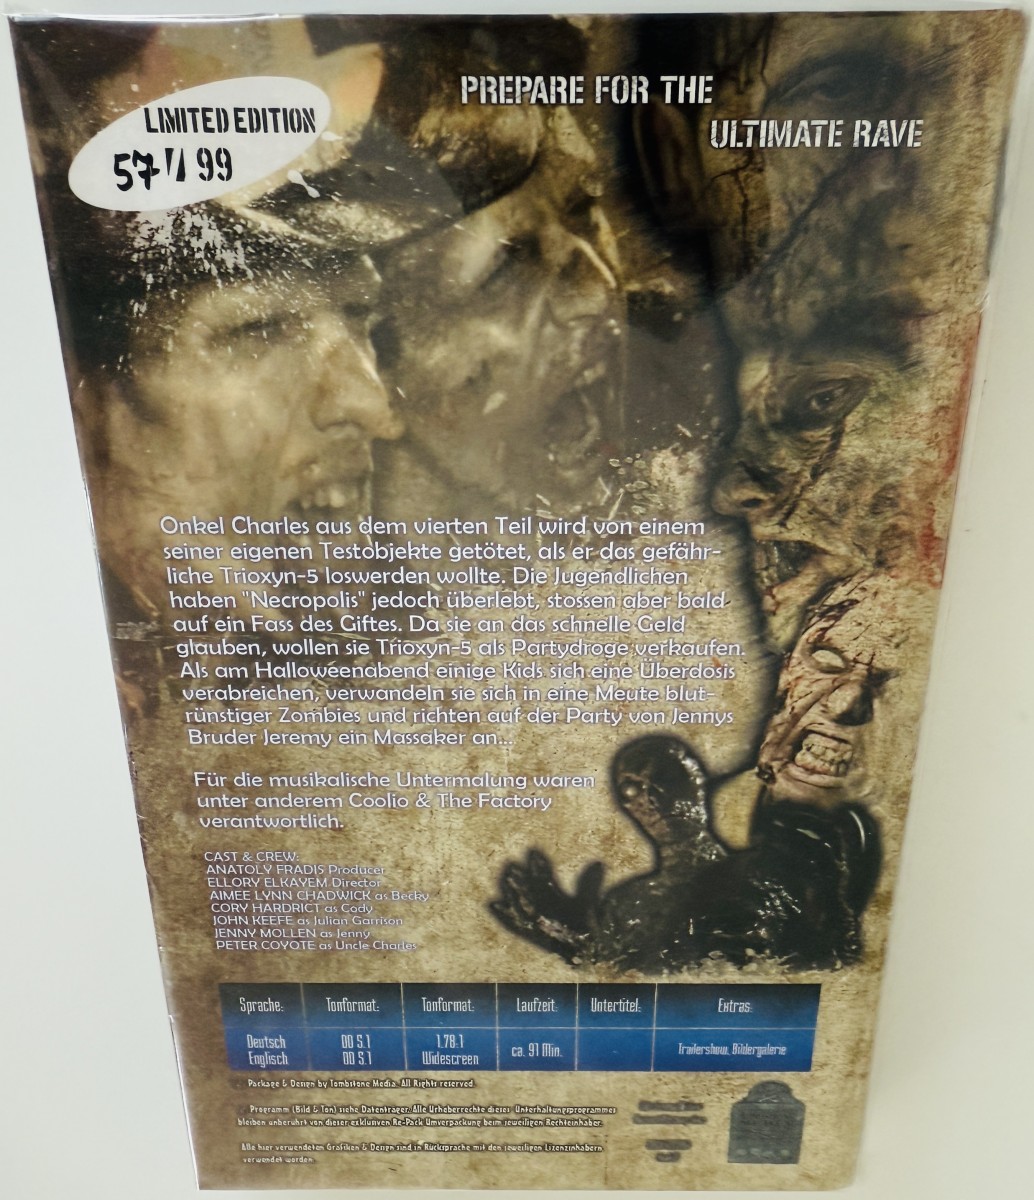 LIMITED EDITION
57 // 99
PREPARE FOR THE
ULTIMATE RAVE
Onkel Charles aus dem vierten Teil wird von einem
seiner eigenen Testobjekte getötet, als er das gefähr-
liche Trioxyn-5 loswerden wollte. Die Jugendlichen
haben "Necropolis" jedoch überlebt, stossen aber bald
auf ein Fass des Giftes. Da sie an das schnelle Geld
glauben, wollen sie Trioxyn-5 als Partydroge verkaufen.
Als am Halloweenabend einige Kids sich eine Überdosis
verabreichen, verwandeln sie sich in eine Meute blut-
rünstiger Zombies und richten auf der Party von Jennys
Bruder Jeremy ein Massaker an...
Für die musikalische Untermalung waren
unter anderem Coolio & The Factory
verantwortlich.
CAST & CREW:
ANATOLY FRADIS Producer
ELLORY ELKAYEM Director
AIMEE LYNN CHADWICK as Becky
CORY HARDRICT as Cody
JOHN KEEFE as Julian Garrison
JENNY MOLLEN as Jenny
PETER COYOTE as Uncle Charles
Sprache: Tonformat: Tonformat: Laufzeit: Untertitel: Extras:
Deutsch DD 5.1 1.78:1 ca. 91 Min. Trailershow, Bildergalerie
Englisch DD 5.1 Widescreen
Package & Design by Tombstone Media. All Rights reserved.
Programm (Bild & Ton) siehe Datenträger. Alle Urheberrechte dieses Unterhaltungsprogrammes
bleiben unberührt von dieser exklusiven Re-Pack Umverpackung beim jeweiligen Rechteinhaber.
Alle hier verwendeten Grafiken & Design sind in Rücksprache mit den jeweiligen Lizenzinhabern
verwendet worden.